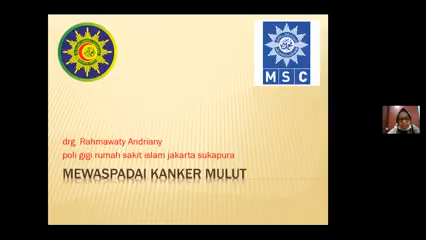 MSC
drg Rahmawaty Andriany
poli gigi rumah sakit islam jakarta sukapura
MEWASPADAI KANKER MULUT